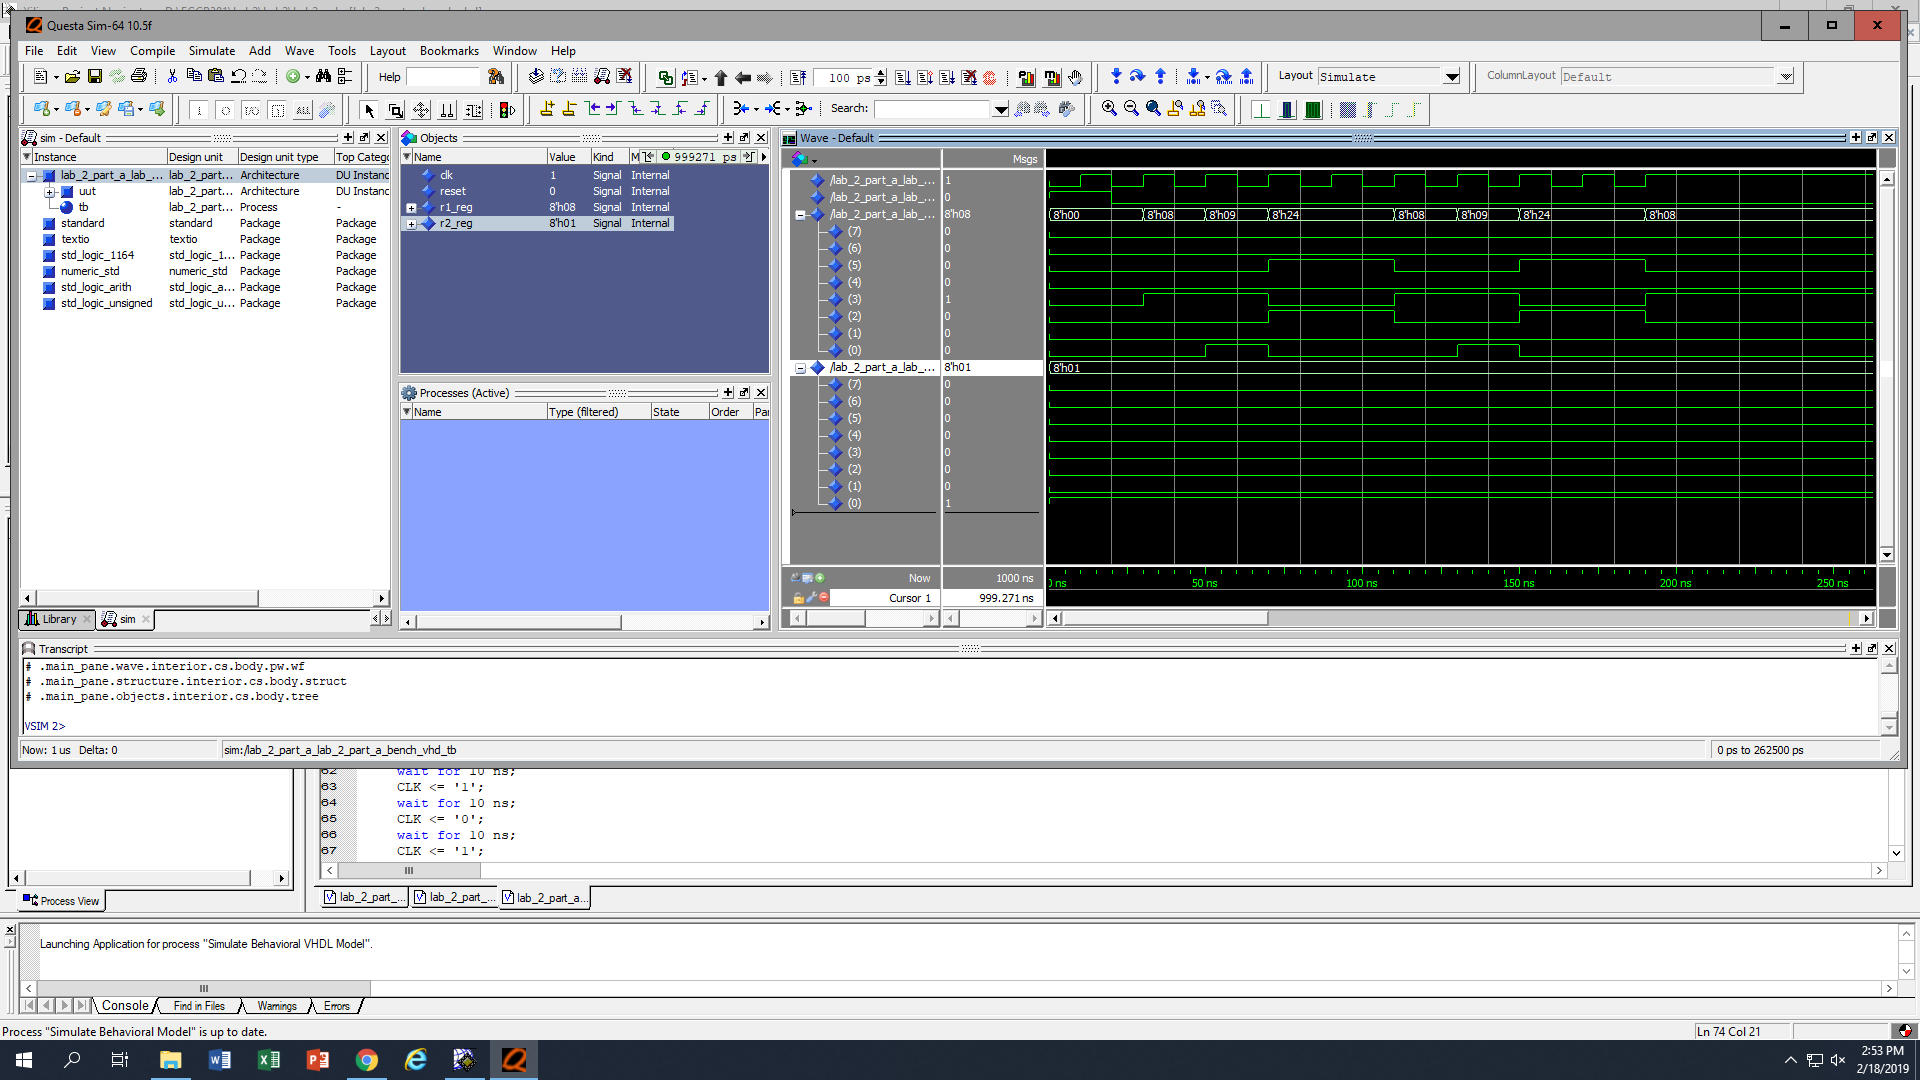 Questa Sim-64 10.5f
File Edit View Compile Simulate Add Wave Tools Layout Bookmarks Window Help
Help
100 ps
Layout Simulate
ColumnLayout Default
Search:
sim - Default
Instance Design unit Design unit type Top Categ
lab_2_part_a_lab_... lab_2_part... Architecture DU Instanc
uut lab_2_part... Architecture DU Instanc
tb lab_2_part... Process -
standard standard Package Package
textio textio Package Package
std_logic_1164 std_logic_1... Package Package
numeric_std numeric_std Package Package
std_logic_arith std_logic_a... Package Package
std_logic_unsigned std_logic_u... Package Package
Library sim
Objects
Name Value Kind M 999271 ps
clk 1 Signal Internal
reset 0 Signal Internal
r1_reg 8'h08 Signal Internal
r2_reg 8'h01 Signal Internal
Processes (Active)
Name Type (filtered) State Order Pa
Wave - Default
Msgs
/lab_2_part_a_lab_... 1
/lab_2_part_a_lab_... 0
/lab_2_part_a_lab_... 8'h08 8'h00 8'h08 8'h09 8'h24 8'h08 8'h09 8'h24 8'h08
(7) 0
(6) 0
(5) 0
(4) 0
(3) 1
(2) 0
(1) 0
(0) 0
/lab_2_part_a_lab_... 8'h01 8'h01
(7) 0
(6) 0
(5) 0
(4) 0
(3) 0
(2) 0
(1) 0
(0) 1
Now 1000 ns
ns 50 ns 100 ns 150 ns 200 ns 250 ns
Cursor 1 999.271 ns
Transcript
# .main_pane.wave.interior.cs.body.pw.wf
# .main_pane.structure.interior.cs.body.struct
# .main_pane.objects.interior.cs.body.tree
VSIM 2>
Now: 1 us Delta: 0 sim:/lab_2_part_a_lab_2_part_a_bench_vhd_tb 0 ps to 262500 ps
62 wait for 10 ns;
63 CLK <= '1';
64 wait for 10 ns;
65 CLK <= '0';
66 wait for 10 ns;
67 CLK <= '1';
Process View
lab_2_part_... lab_2_part_... lab_2_part_a...
Launching Application for process "Simulate Behavioral VHDL Model".
Console Find in Files Warnings Errors
Process "Simulate Behavioral Model" is up to date.
Ln 74 Col 21
2:53 PM
2/18/2019